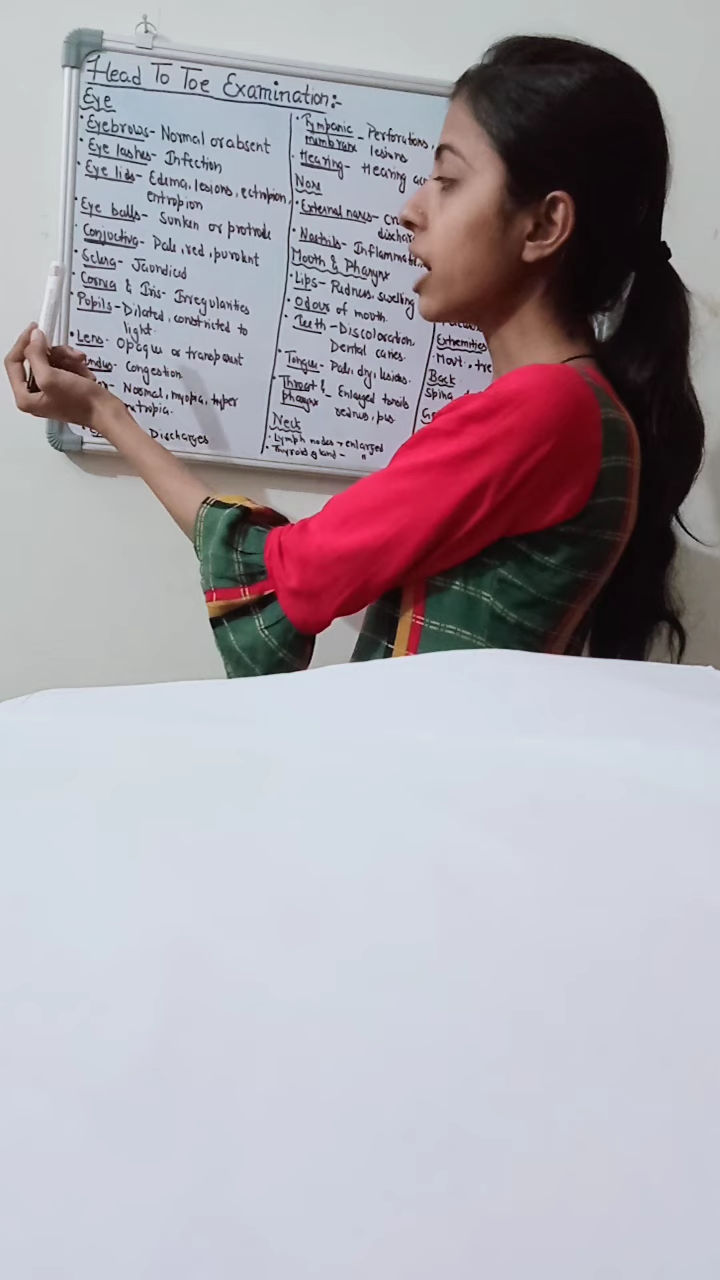 Head To Toe Examination:-
Eye
• Eyebrows- Normal or absent
• Eye lashes- Infection
• Eye lids- Edema, lesions, ectropion,
entropion
• Eye balls- Sunken or protrude
• Conjuctiva- Pale, red, purulent
• Sclera- Jaundiced
• Cornea & Iris- Irregularities
• Pupils- Dilated, constricted to
light.
• Lens- Opaque or transparent
Congestion
Normal, myopia, hyper
Discharges
• Tympanic - Perforations,
membrane lesions
• Hearing- Hearing
Nose
• External nares-
• Nostrils-
Mouth & Pharynx
• Lips- Redness, swelling
• Odour of mouth.
• Teeth - Discoloration
Dental caries.
• Tongue- Pale, dry, lesions.
• Throat & - Enlarged tonsils
pharynx redness, pus
Neck
• Lymph nodes → enlarged
• Thyroid gland - "
Extremities
• Movt.,
Back